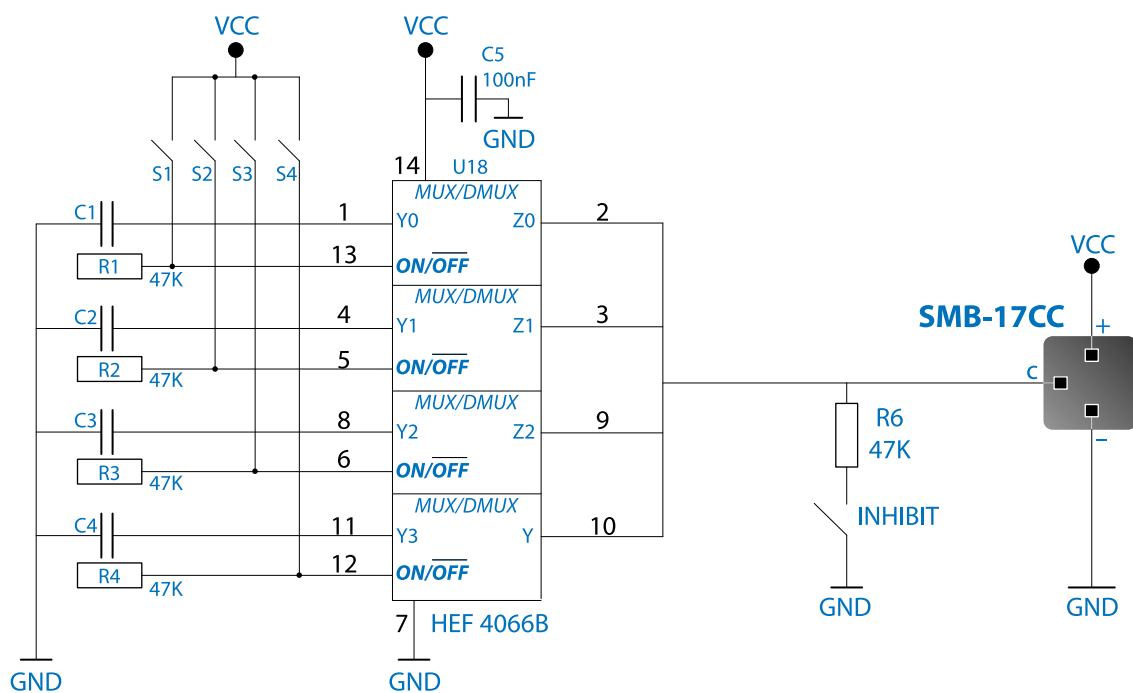 VCC
VCC
C5
100nF
GND
S1 S2 S3 S4
14 U18
MUX/DMUX
C1 1 Y0 Z0 2
R1 47K 13 ON/OFF
MUX/DMUX
C2 4 Y1 Z1 3
R2 47K 5 ON/OFF
MUX/DMUX
C3 8 Y2 Z2 9
R3 47K 6 ON/OFF
MUX/DMUX
C4 11 Y3 Y 10
R4 47K 12 ON/OFF
7 HEF 4066B
GND
GND
VCC
SMB-17CC
+
C
–
R6
47K
INHIBIT
GND
GND